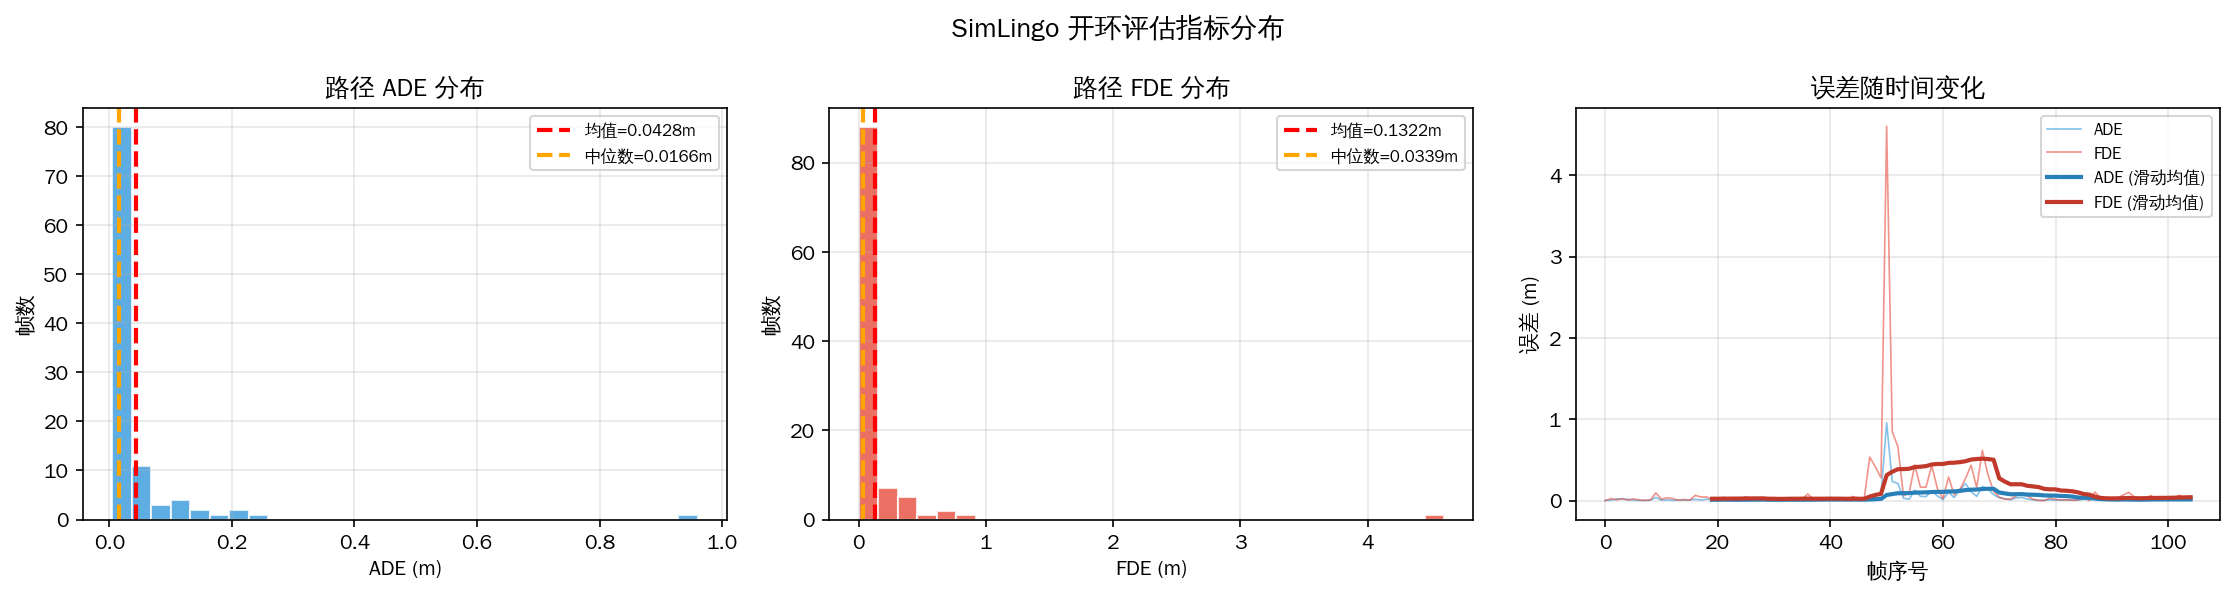 SimLingo 开环评估指标分布
路径 ADE 分布
80
70
60
50
40
30
20
10
0
帧数
均值=0.0428m
中位数=0.0166m
0.0 0.2 0.4 0.6 0.8 1.0
ADE (m)
路径 FDE 分布
80
60
40
20
0
帧数
均值=0.1322m
中位数=0.0339m
0 1 2 3 4
FDE (m)
误差随时间变化
4
3
2
1
0
误差 (m)
ADE
FDE
ADE (滑动均值)
FDE (滑动均值)
0 20 40 60 80 100
帧序号